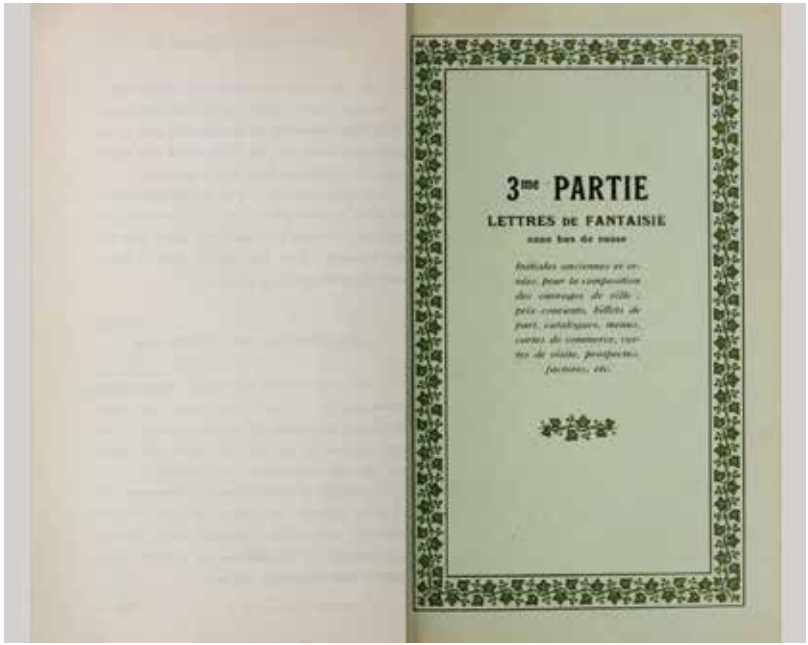 3me PARTIE
LETTRES DE FANTAISIE
sans bas de casse
Initiales anciennes et or-
nées, pour la composition
des ouvrages de ville :
prix-courants, billets de
part, catalogues, menus,
cartes de commerce, car-
tes de visite, prospectus,
factures, etc.